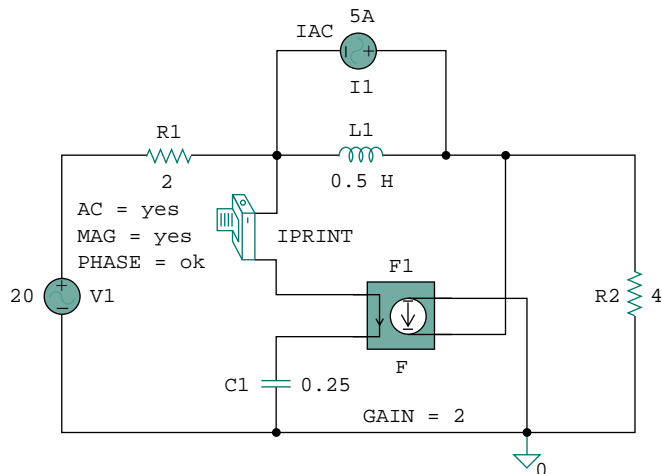 5A
IAC
I1
R1
L1
2
0.5 H
AC = yes
MAG = yes
IPRINT
PHASE = ok
F1
20
V1
R2
4
F
C1
0.25
GAIN = 2
0